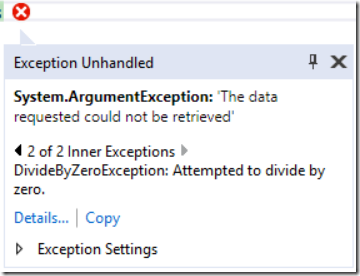 Exception Unhandled
System.ArgumentException: 'The data
requested could not be retrieved'
2 of 2 Inner Exceptions
DivideByZeroException: Attempted to divide by
zero.
Details... | Copy
Exception Settings